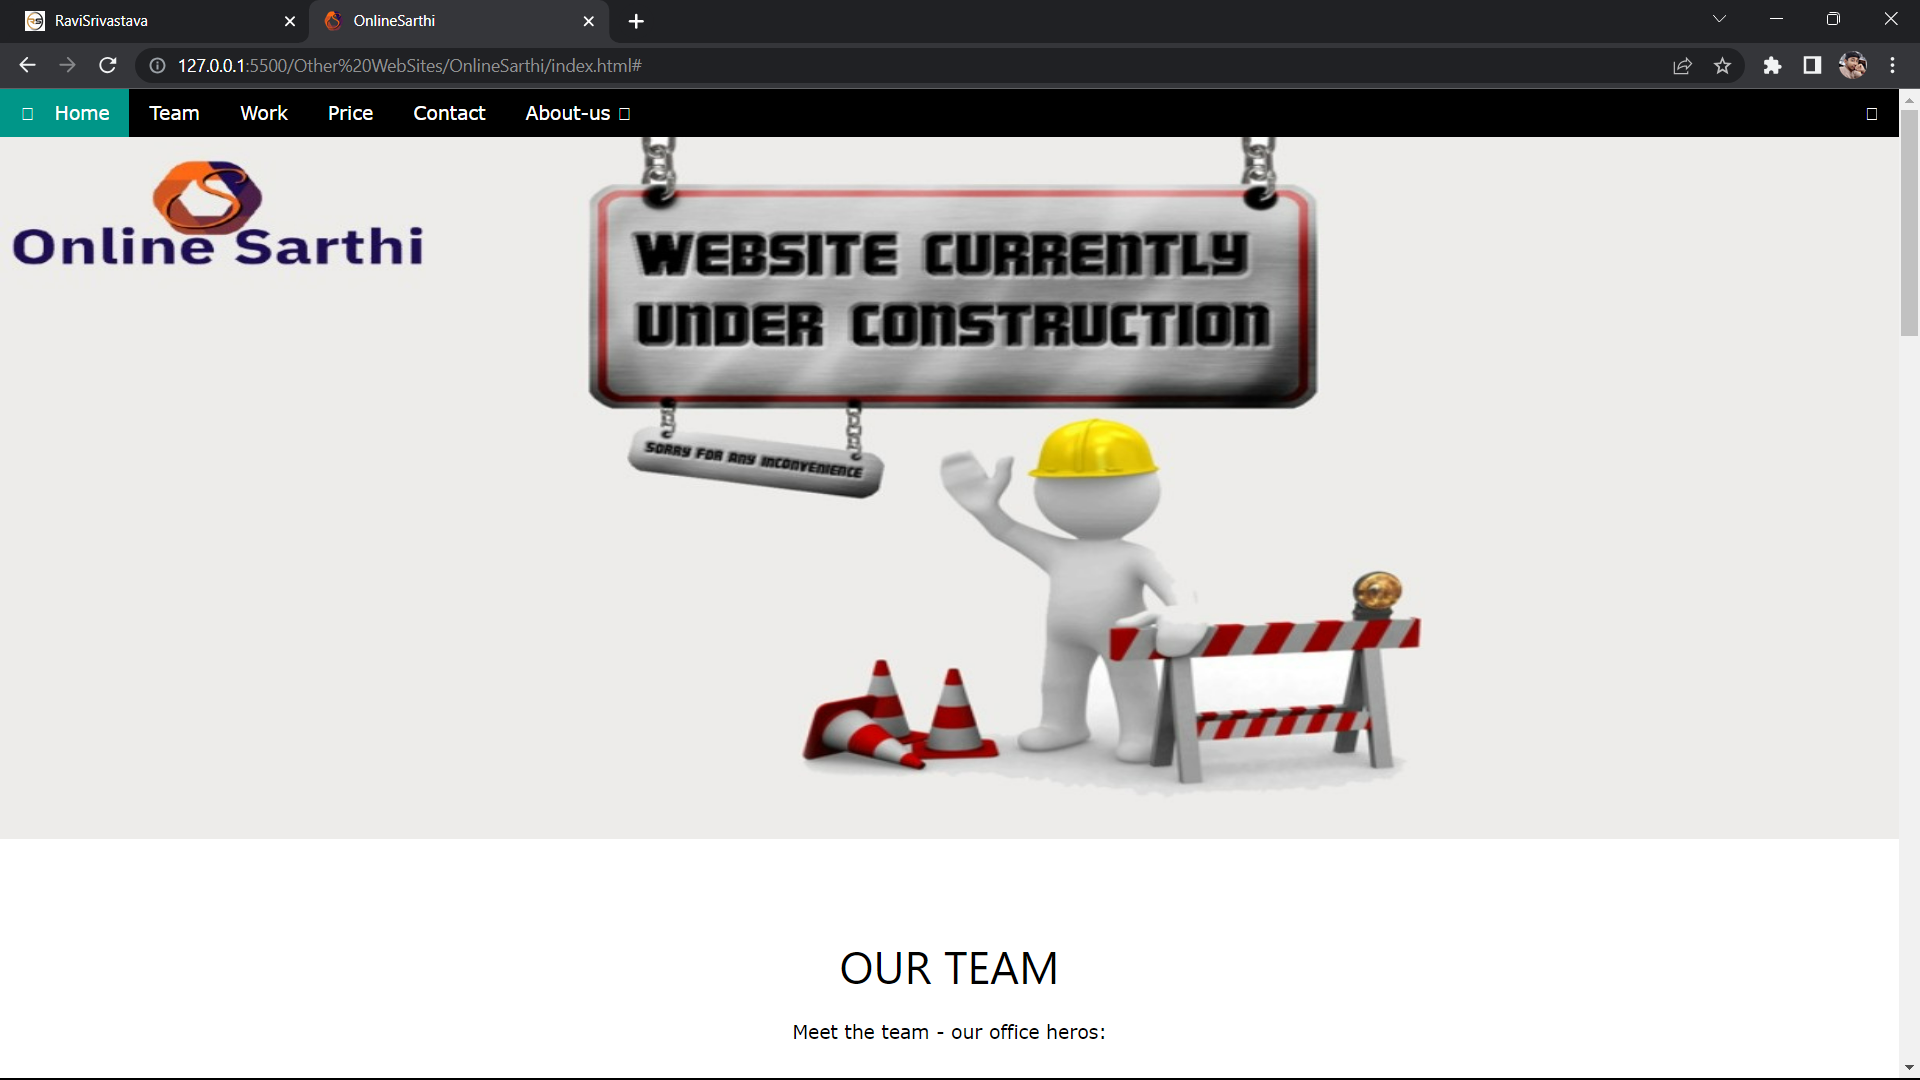 RaviSrivastava
OnlineSarthi
127.0.0.1:5500/Other%20WebSites/OnlineSarthi/index.html#
Home Team Work Price Contact About-us
Online Sarthi
WEBSITE CURRENTLY
UNDER CONSTRUCTION
SORRY FOR ANY INCONVENIENCE
OUR TEAM
Meet the team - our office heros: